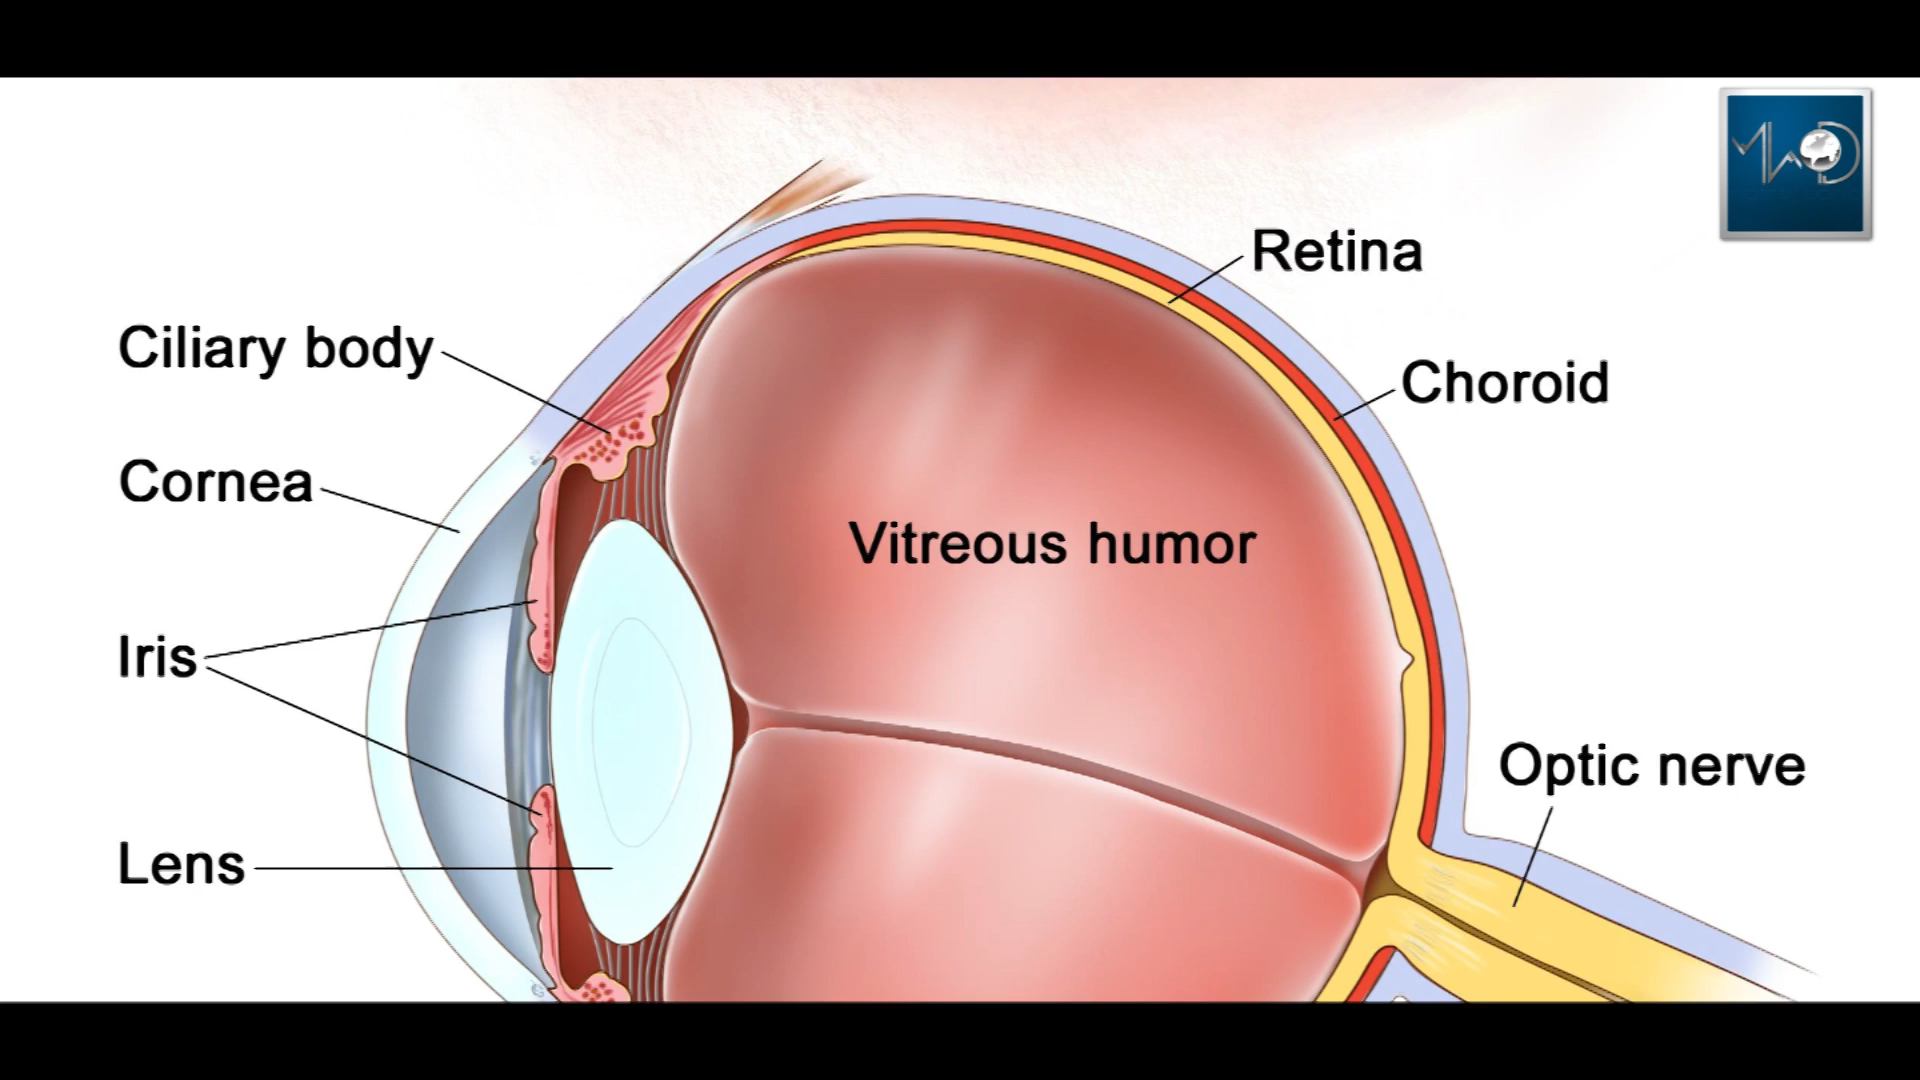 Retina
Ciliary body
Choroid
Cornea
Vitreous humor
Iris
Optic nerve
Lens